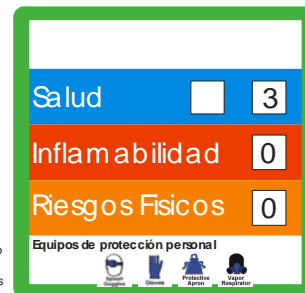 Salud 3
Inflamabilidad 0
Riesgos Fisicos 0
Equipos de protección personal
Splash Goggles
Gloves
Protective Apron
Vapor Respirator
o
s